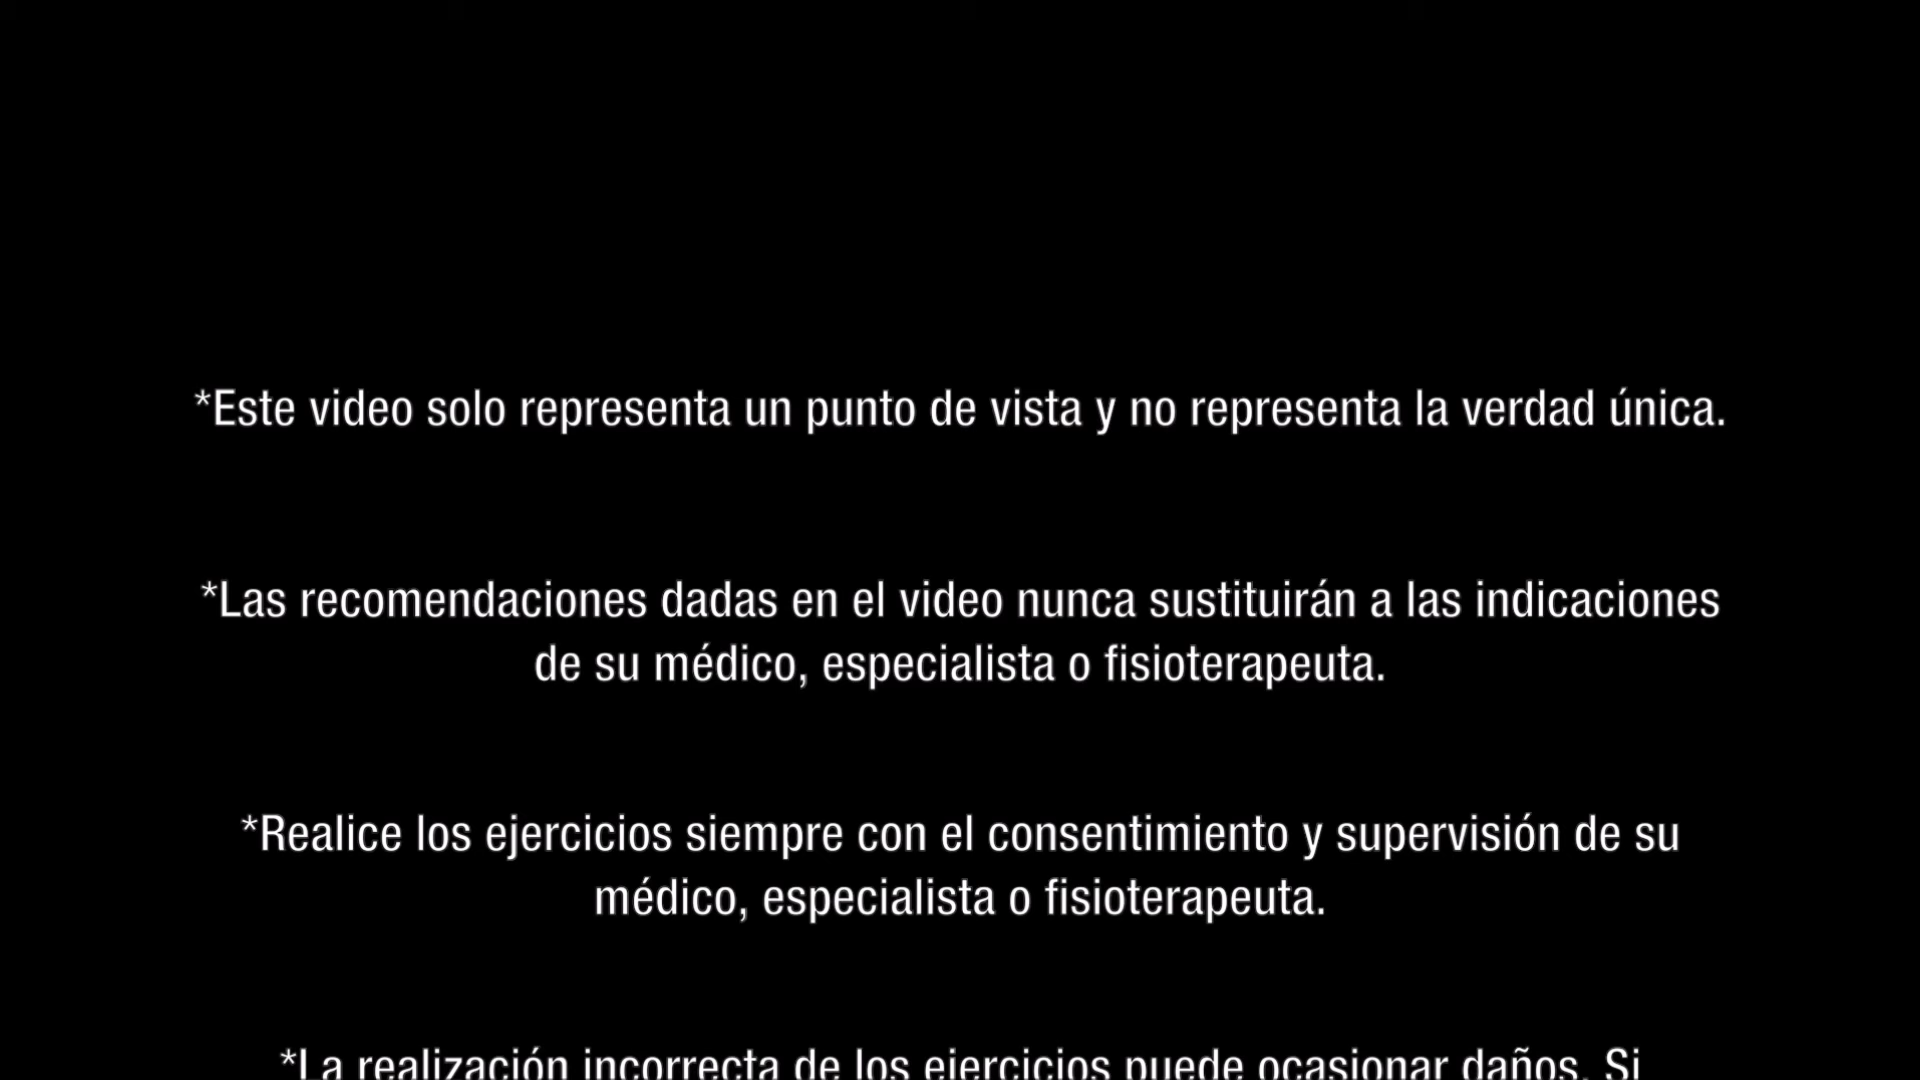 *Este video solo representa un punto de vista y no representa la verdad única.
*Las recomendaciones dadas en el video nunca sustituirán a las indicaciones
de su médico, especialista o fisioterapeuta.
*Realice los ejercicios siempre con el consentimiento y supervisión de su
médico, especialista o fisioterapeuta.
*La realización incorrecta de los ejercicios puede ocasionar daños. Si